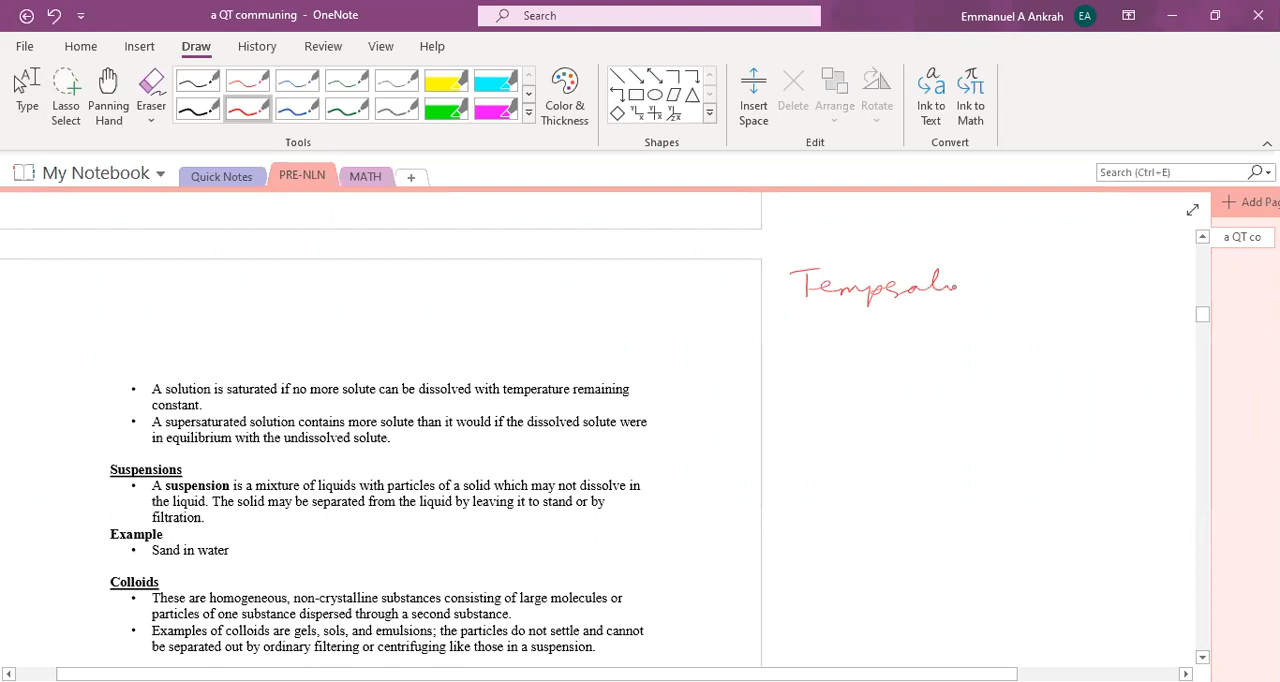 a QT communing - OneNote
Search
Emmanuel A Ankrah
EA
File Home Insert Draw History Review View Help
Type
Lasso Select
Panning Hand
Eraser
Color & Thickness
Insert Space
Delete
Arrange
Rotate
Ink to Text
Ink to Math
Tools
Shapes
Edit
Convert
My Notebook
Quick Notes
PRE-NLN
MATH
Search (Ctrl+E)
Add Pag
a QT co
• A solution is saturated if no more solute can be dissolved with temperature remaining
constant.
• A supersaturated solution contains more solute than it would if the dissolved solute were
in equilibrium with the undissolved solute.
Suspensions
• A suspension is a mixture of liquids with particles of a solid which may not dissolve in
the liquid. The solid may be separated from the liquid by leaving it to stand or by
filtration.
Example
• Sand in water
Colloids
• These are homogeneous, non-crystalline substances consisting of large molecules or
particles of one substance dispersed through a second substance.
• Examples of colloids are gels, sols, and emulsions; the particles do not settle and cannot
be separated out by ordinary filtering or centrifuging like those in a suspension.